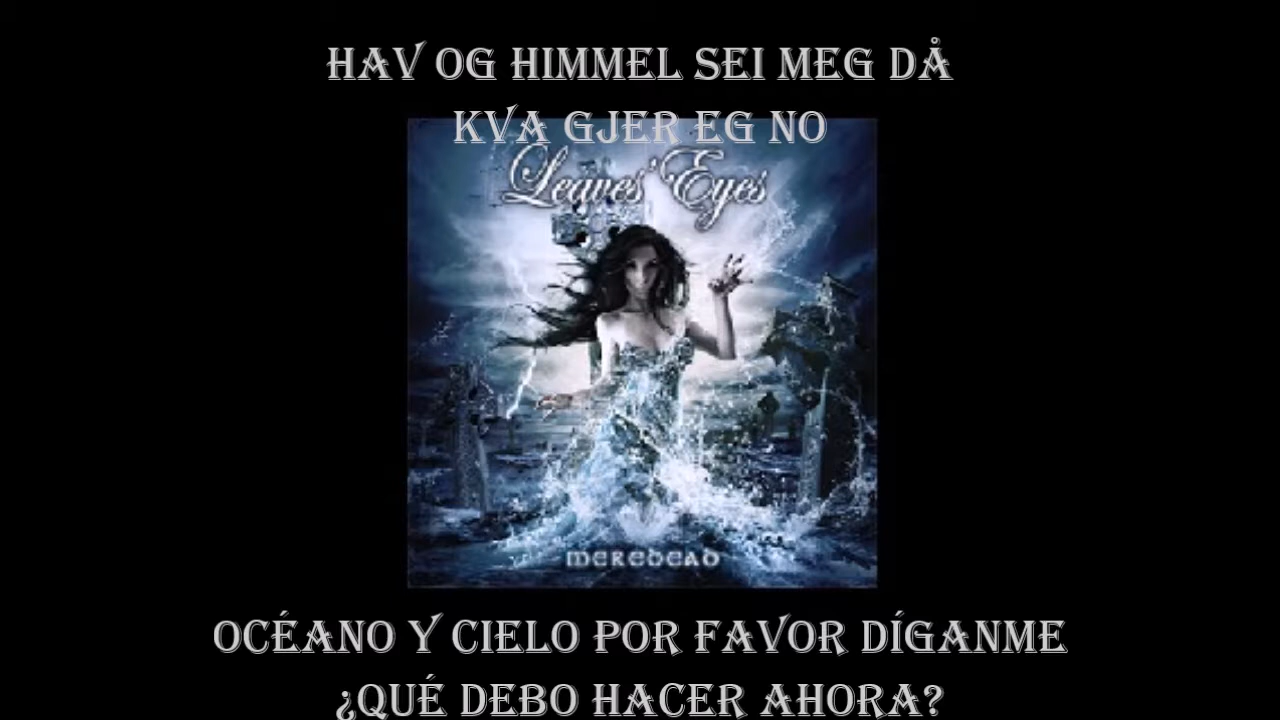 HAV OG HIMMEL SEI MEG DÅ
KVA GJER EG NO
Leaves' Eyes
MEREDEAD
OCÉANO Y CIELO POR FAVOR DÍGANME
¿QUÉ DEBO HACER AHORA?